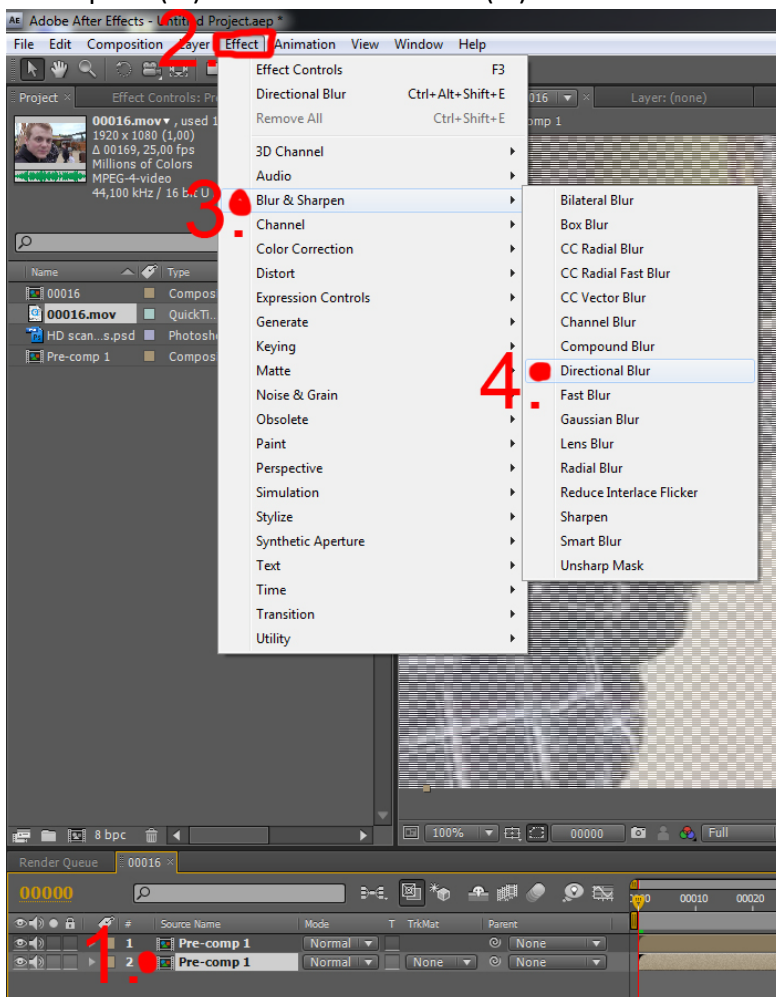 Adobe After Effects - Untitled Project.aep *
2.
File Edit Composition Layer Effect Animation View Window Help
Effect Controls F3
Directional Blur Ctrl+Alt+Shift+E
Remove All Ctrl+Shift+E
3D Channel
Audio
3.
Blur & Sharpen
Channel
Color Correction
Distort
Expression Controls
Generate
Keying
Matte
Noise & Grain
Obsolete
Paint
Perspective
Simulation
Stylize
Synthetic Aperture
Text
Time
Transition
Utility
Bilateral Blur
Box Blur
CC Radial Blur
CC Radial Fast Blur
CC Vector Blur
Channel Blur
Compound Blur
4.
Directional Blur
Fast Blur
Gaussian Blur
Lens Blur
Radial Blur
Reduce Interlace Flicker
Sharpen
Smart Blur
Unsharp Mask
Project × Effect Controls: Pr
00016.mov▼ , used 1
1920 x 1080 (1,00)
Δ 00169, 25,00 fps
Millions of Colors
MPEG-4-video
44,100 kHz / 16 bit U
Name Type
00016 Compos
00016.mov QuickTi..
HD scan...s.psd Photosh
Pre-comp 1 Compos
016 × Layer: (none)
omp 1
8 bpc
100% 00000 Full
Render Queue 00016 ×
00000 00010 00020
# Source Name Mode T TrkMat Parent
1 Pre-comp 1 Normal None
1.
2 Pre-comp 1 Normal None None